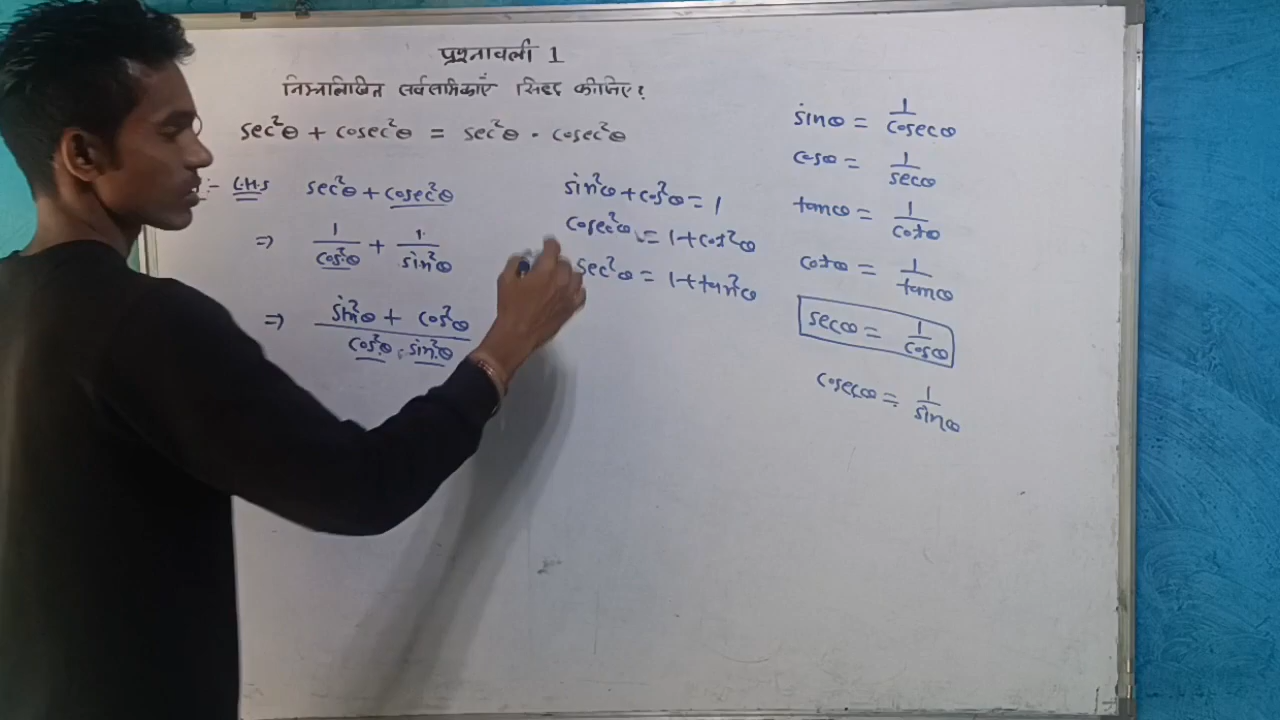 प्रश्नावली 1
निम्नलिखित सर्वसमिकाएँ सिद्ध कीजिए?
sec²θ + cosec²θ = sec²θ · cosec²θ
:- L.H.S sec²θ + cosec²θ
⇒ 1/cos²θ + 1/sin²θ
⇒ sin²θ + cos²θ / cos²θ . sin²θ
sin²θ + cos²θ = 1
cosec²θ = 1 + cot²θ
sec²θ = 1 + tan²θ
sinθ = 1/cosecθ
cosθ = 1/secθ
tanθ = 1/cotθ
cotθ = 1/tanθ
secθ = 1/cosθ
cosecθ = 1/sinθ